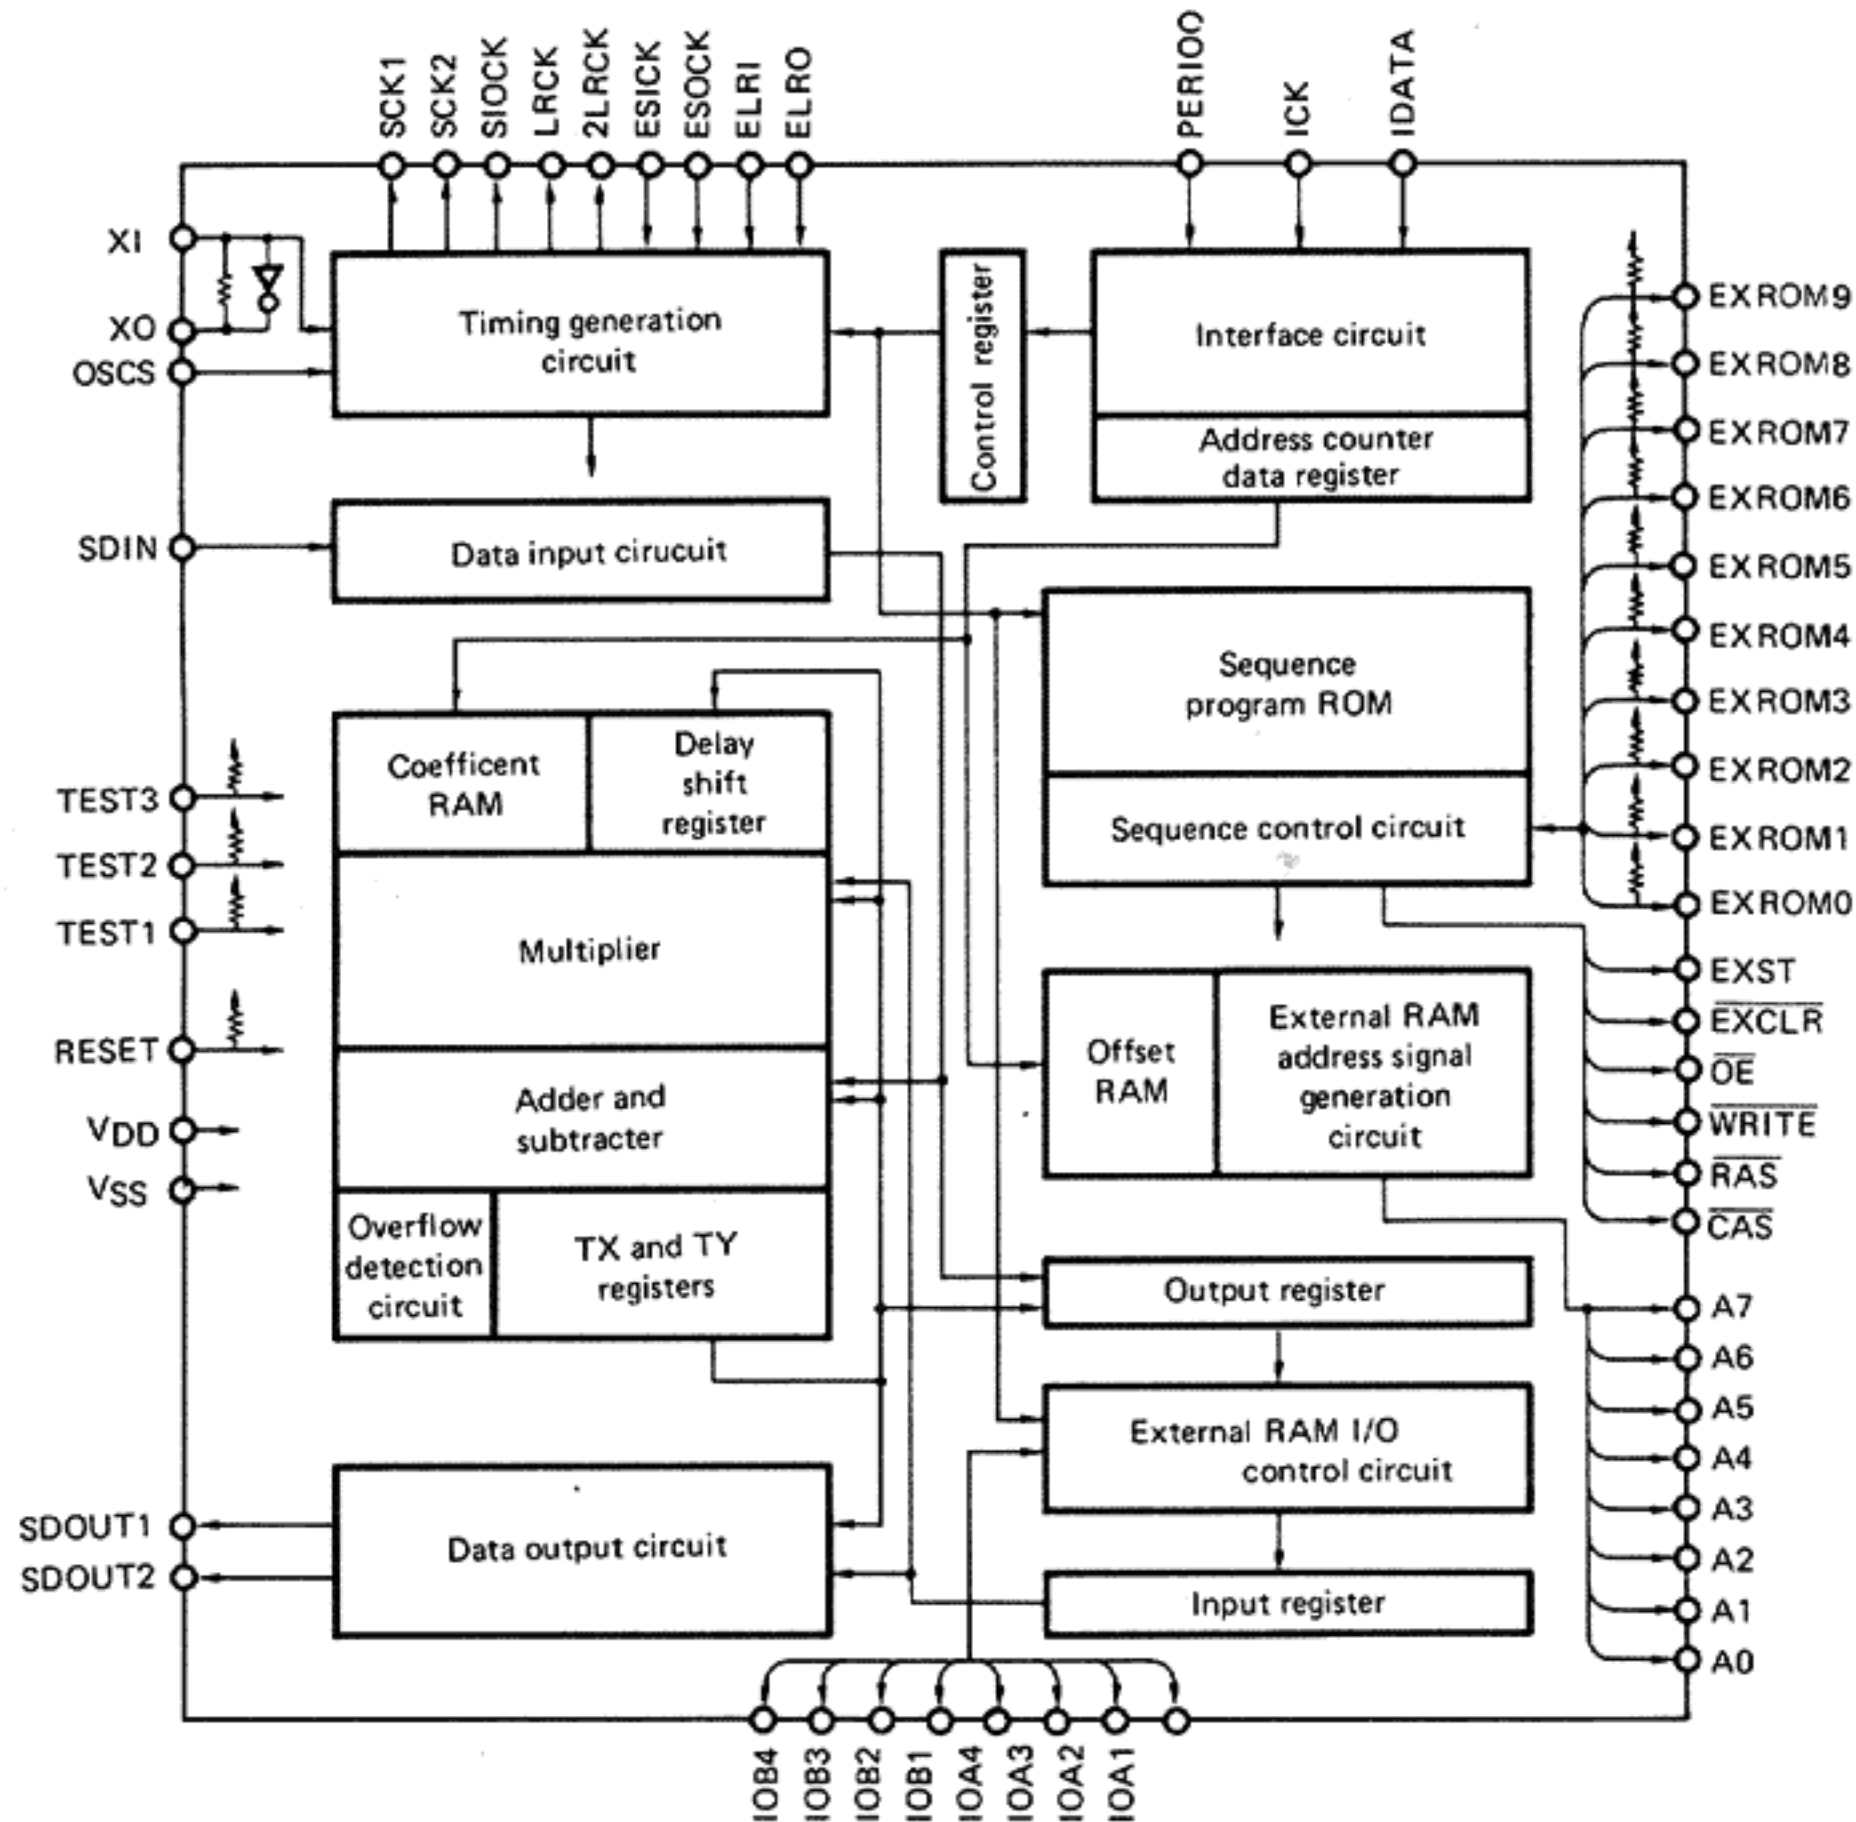 SCK1
SCK2
SIOCK
LRCK
2LRCK
ESICK
ESOCK
ELRI
ELRO
PERIOD
ICK
IDATA
XI
XO
OSCS
SDIN
TEST3
TEST2
TEST1
RESET
VDD
VSS
SDOUT1
SDOUT2
Timing generation
circuit
Control register
Interface circuit
Address counter
data register
Data input cirucuit
Sequence
program ROM
Sequence control circuit
Coefficent
RAM
Delay
shift
register
Multiplier
Adder and
subtracter
Overflow
detection
circuit
TX and TY
registers
Offset
RAM
External RAM
address signal
generation
circuit
Output register
External RAM I/O
control circuit
Input register
Data output circuit
EXROM9
EXROM8
EXROM7
EXROM6
EXROM5
EXROM4
EXROM3
EXROM2
EXROM1
EXROM0
EXST
EXCLR
OE
WRITE
RAS
CAS
A7
A6
A5
A4
A3
A2
A1
A0
IOB4
IOB3
IOB2
IOB1
IOA4
IOA3
IOA2
IOA1